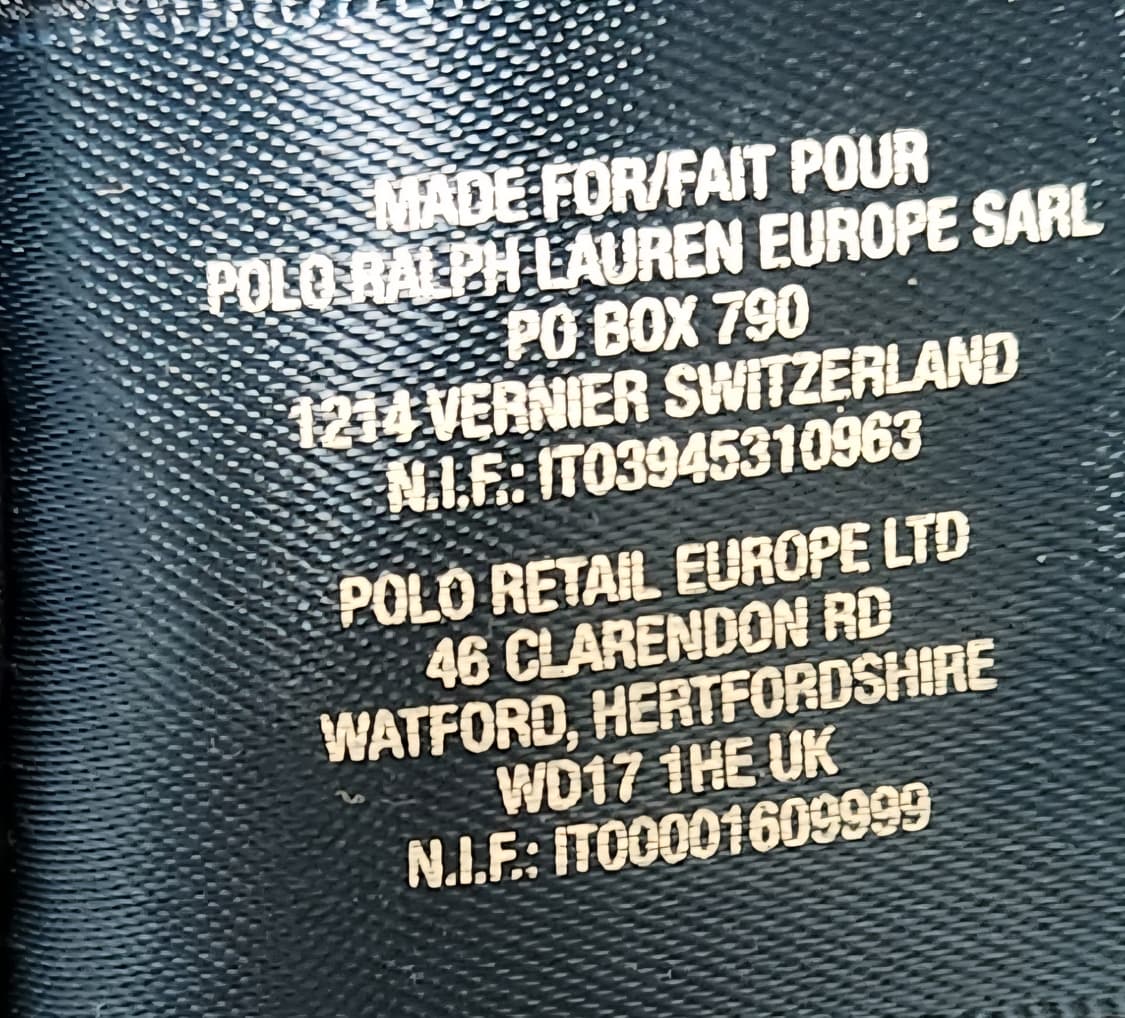 MADE FOR/FAIT POUR
POLO RALPH LAUREN EUROPE SARL
PO BOX 790
1214 VERNIER SWITZERLAND
N.I.F.: IT03945310963
POLO RETAIL EUROPE LTD
46 CLARENDON RD
WATFORD, HERTFORDSHIRE
WD17 1HE UK
N.I.F.: IT00001609999